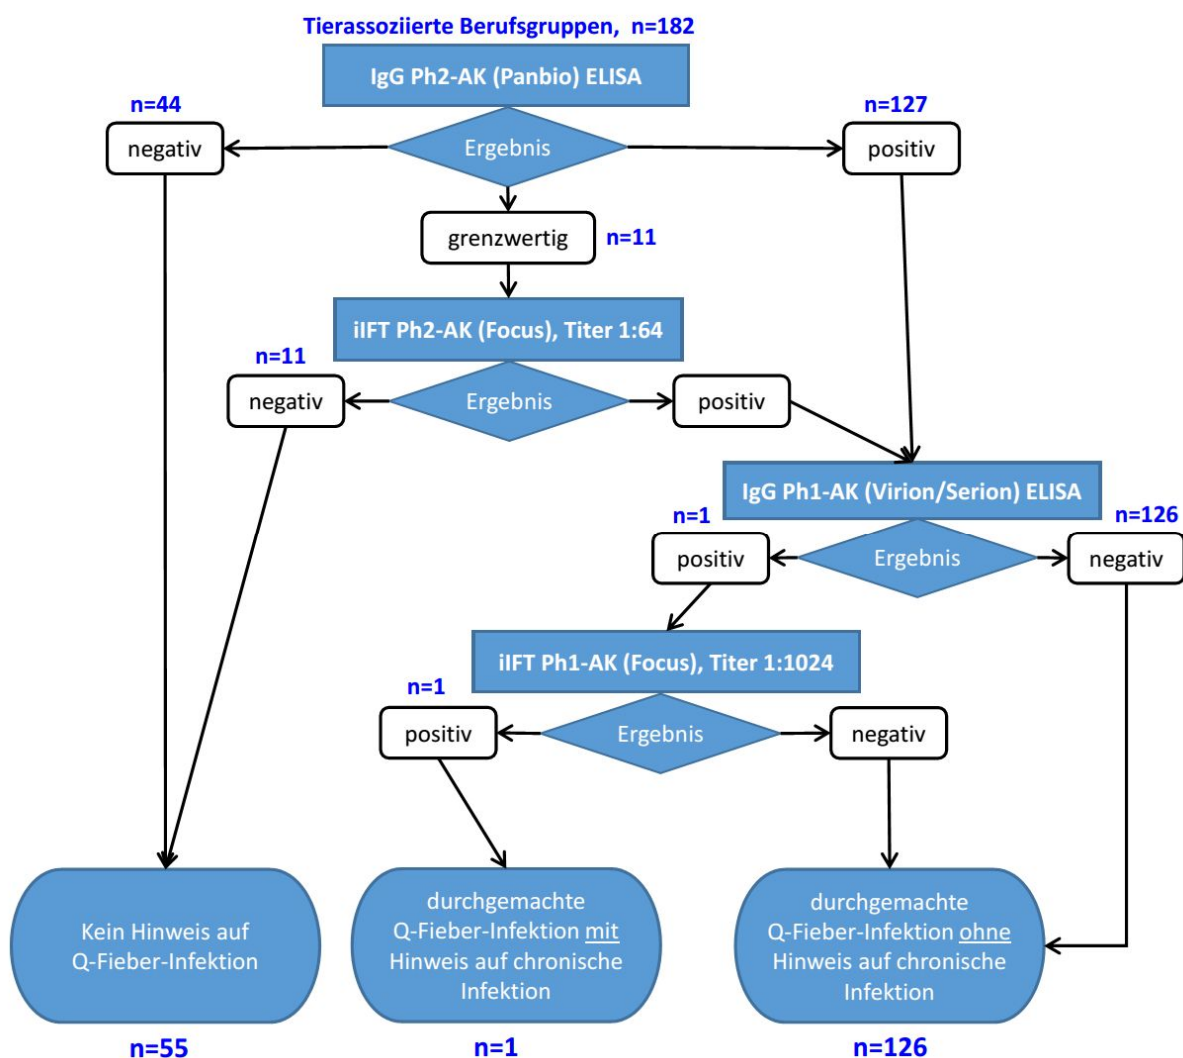 Tierassoziierte Berufsgruppen, n=182
IgG Ph2-AK (Panbio) ELISA
n=44
n=127
negativ
Ergebnis
positiv
grenzwertig
n=11
iIFT Ph2-AK (Focus), Titer 1:64
n=11
negativ
Ergebnis
positiv
IgG Ph1-AK (Virion/Serion) ELISA
n=1
n=126
positiv
Ergebnis
negativ
iIFT Ph1-AK (Focus), Titer 1:1024
n=1
positiv
Ergebnis
negativ
Kein Hinweis auf
Q-Fieber-Infektion
durchgemachte
Q-Fieber-Infektion mit
Hinweis auf chronische
Infektion
durchgemachte
Q-Fieber-Infektion ohne
Hinweis auf chronische
Infektion
n=55
n=1
n=126